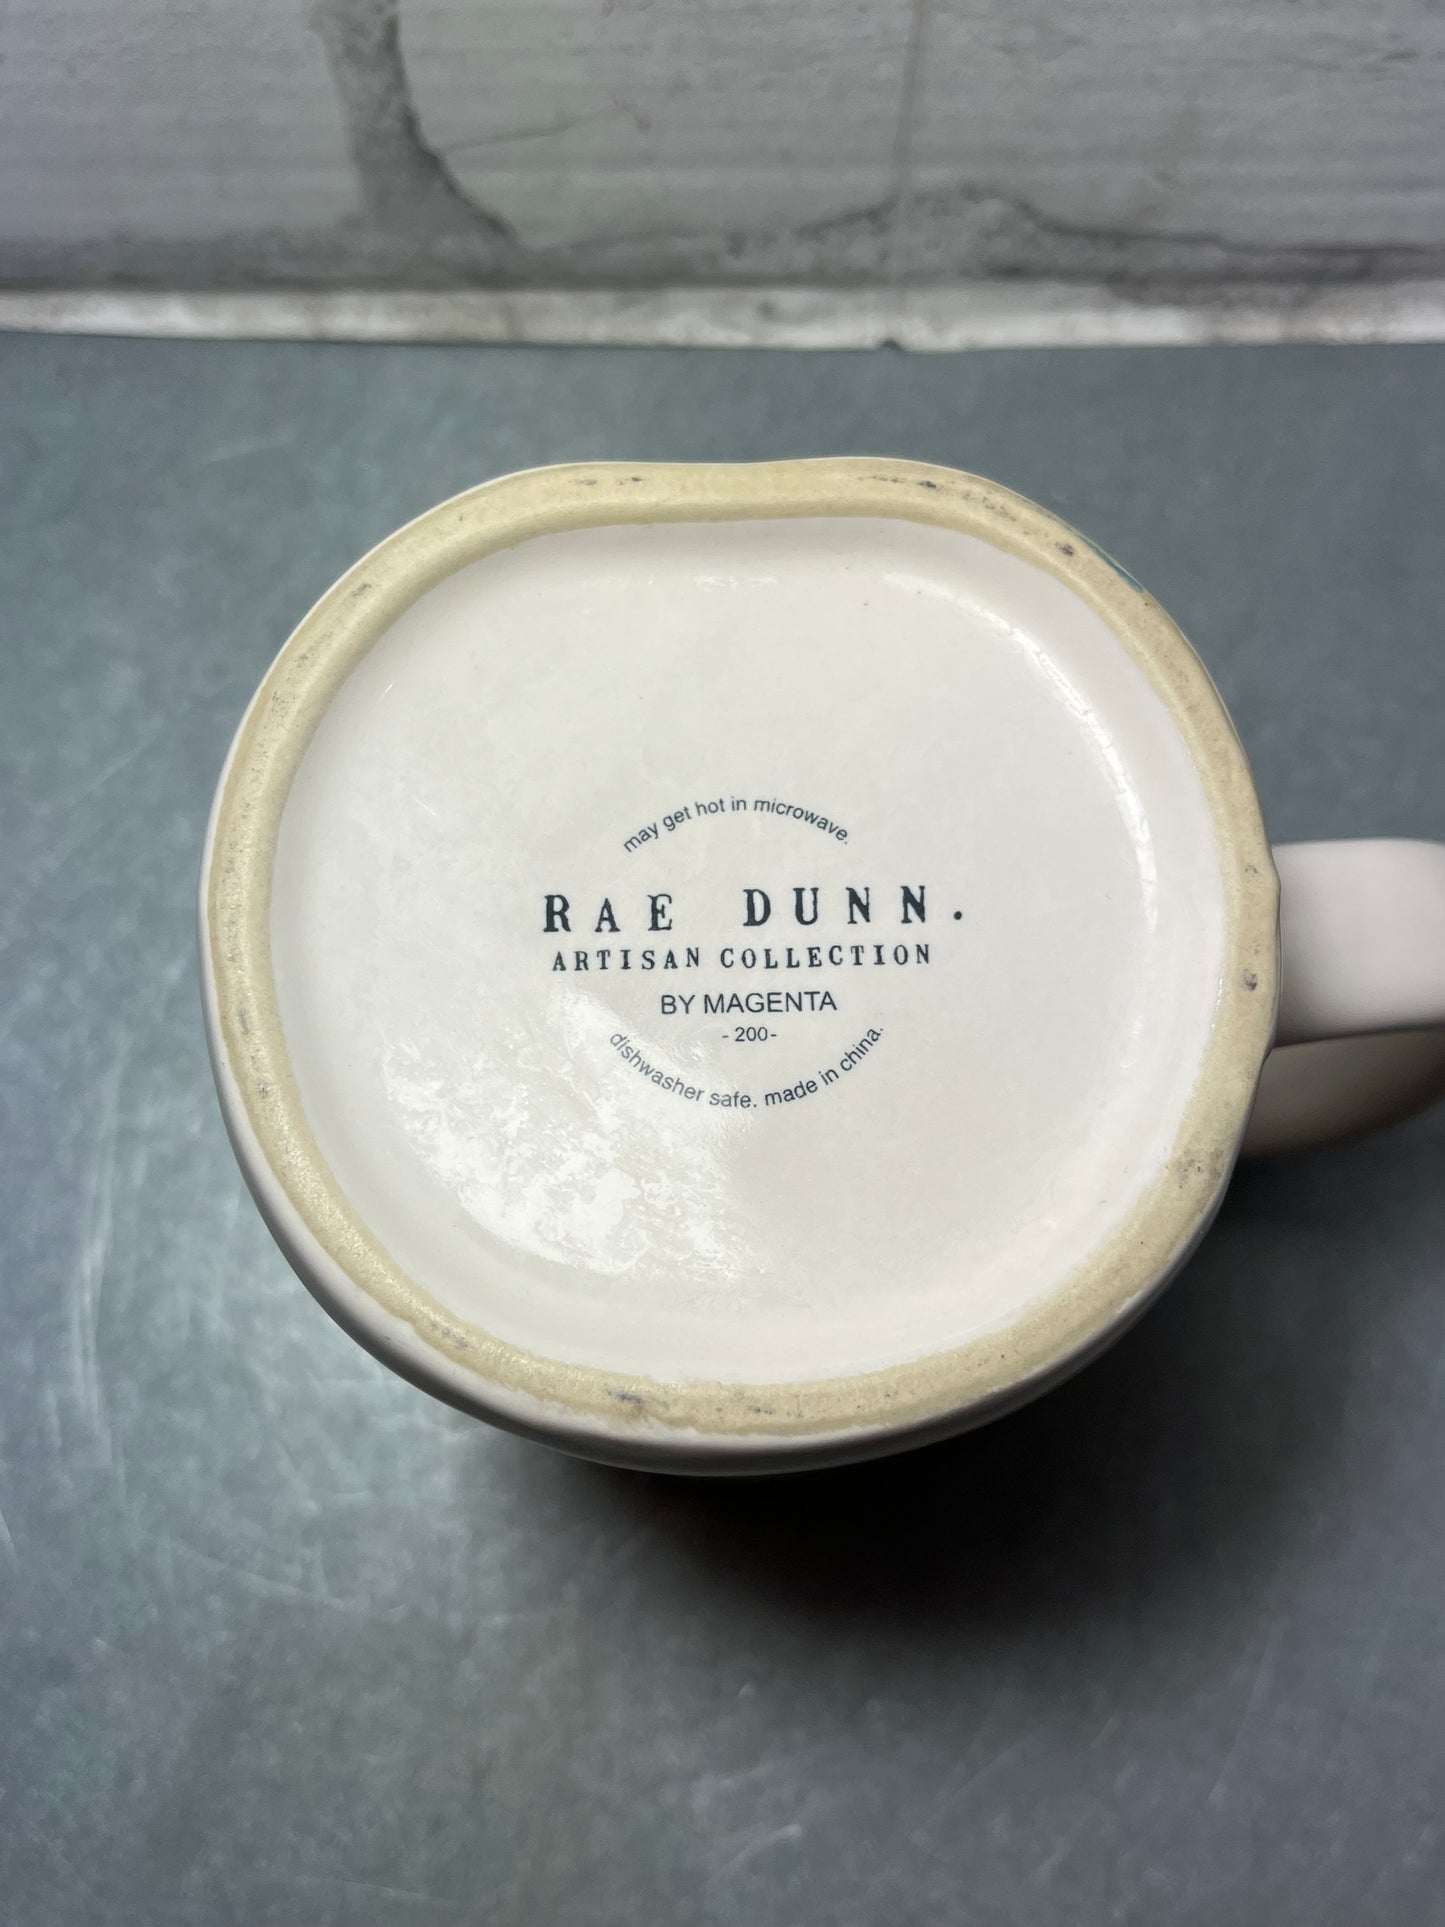 may get hot in microwave.
RAE DUNN.
ARTISAN COLLECTION
BY MAGENTA
-200-
dishwasher safe. made in china.